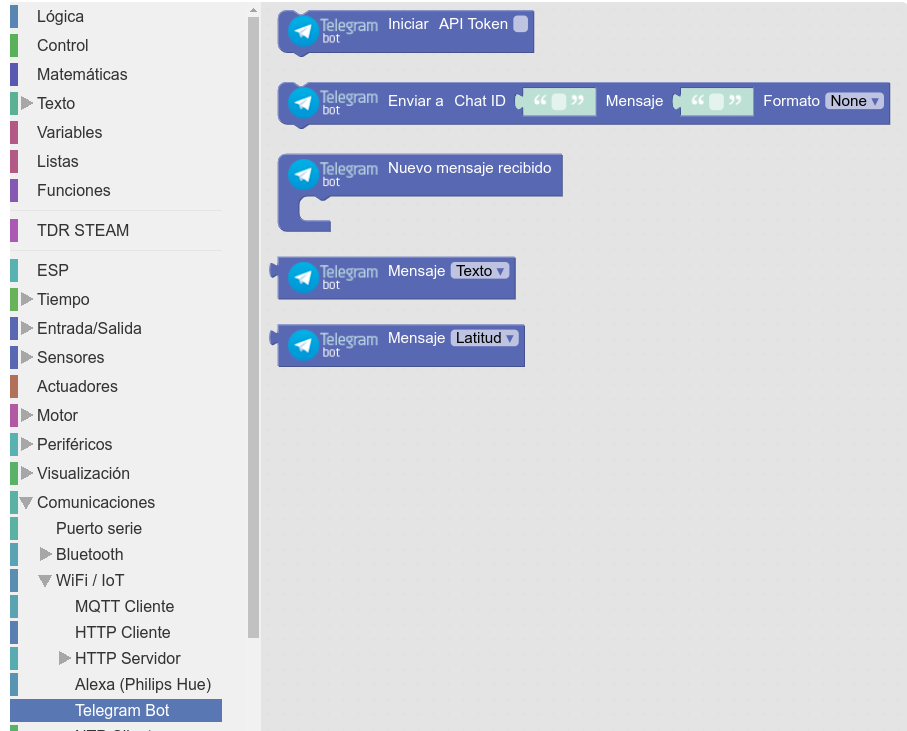 Lógica
Control
Matemáticas
Texto
Variables
Listas
Funciones
TDR STEAM
ESP
Tiempo
Entrada/Salida
Sensores
Actuadores
Motor
Periféricos
Visualización
Comunicaciones
Puerto serie
Bluetooth
WiFi / IoT
MQTT Cliente
HTTP Cliente
HTTP Servidor
Alexa (Philips Hue)
Telegram Bot
Telegram bot Iniciar API Token
Telegram bot Enviar a Chat ID “ ” Mensaje “ ” Formato None
Telegram bot Nuevo mensaje recibido
Telegram bot Mensaje Texto
Telegram bot Mensaje Latitud